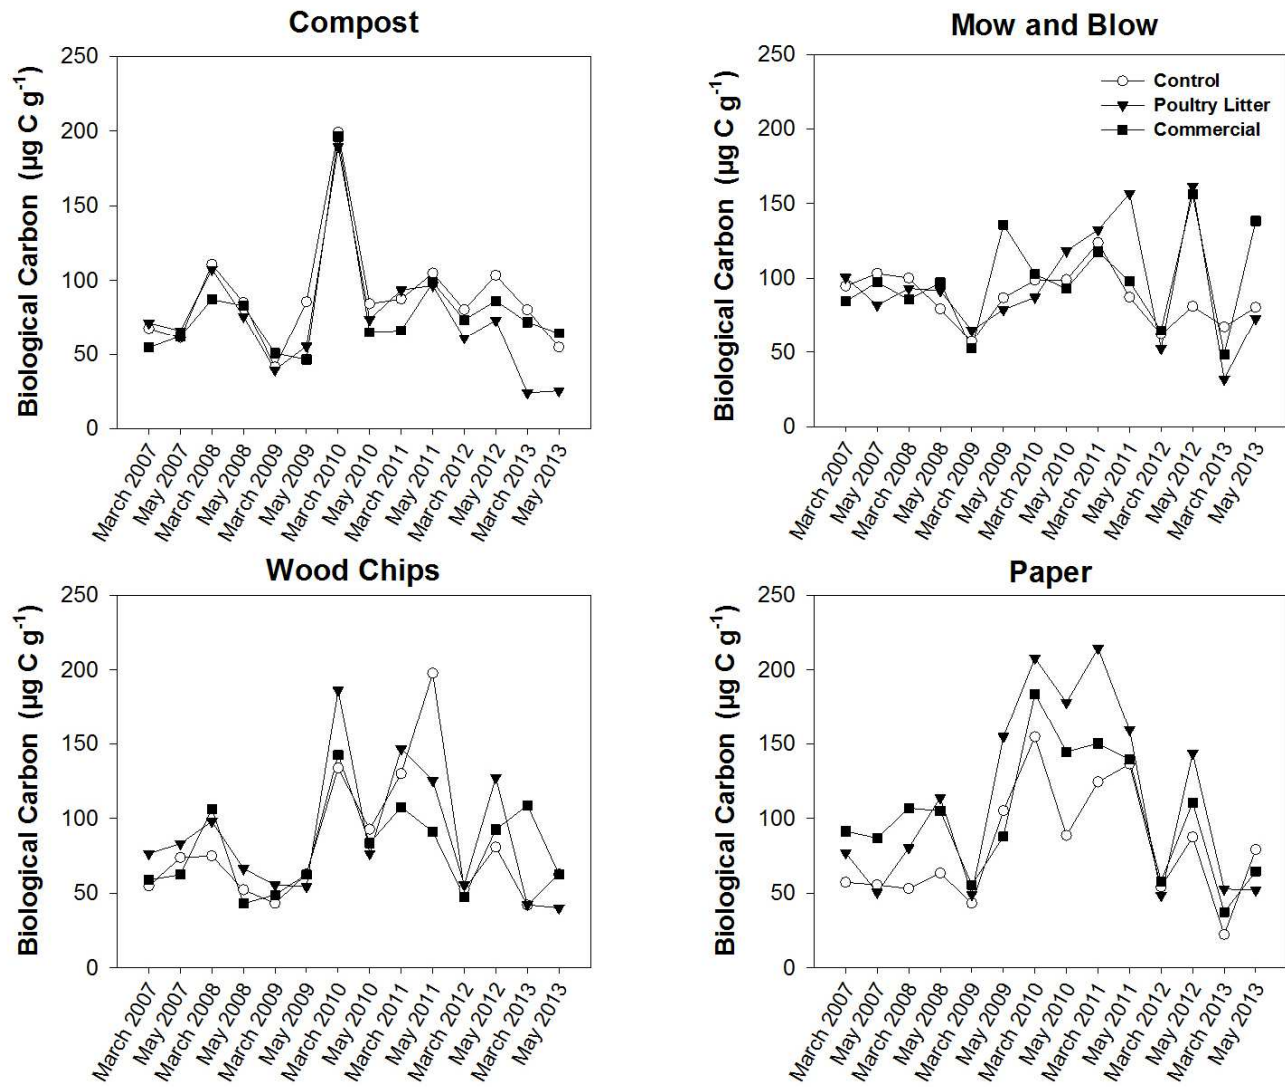 Compost
250
200
150
100
50
0
Biological Carbon (µg C g⁻¹)
March 2007
May 2007
March 2008
May 2008
March 2009
May 2009
March 2010
May 2010
March 2011
May 2011
March 2012
May 2012
March 2013
May 2013
Mow and Blow
250
200
150
100
50
0
Biological Carbon (µg C g⁻¹)
Control
Poultry Litter
Commercial
March 2007
May 2007
March 2008
May 2008
March 2009
May 2009
March 2010
May 2010
March 2011
May 2011
March 2012
May 2012
March 2013
May 2013
Wood Chips
250
200
150
100
50
0
Biological Carbon (µg C g⁻¹)
March 2007
May 2007
March 2008
May 2008
March 2009
May 2009
March 2010
May 2010
March 2011
May 2011
March 2012
May 2012
March 2013
May 2013
Paper
250
200
150
100
50
0
Biological Carbon (µg C g⁻¹)
March 2007
May 2007
March 2008
May 2008
March 2009
May 2009
March 2010
May 2010
March 2011
May 2011
March 2012
May 2012
March 2013
May 2013